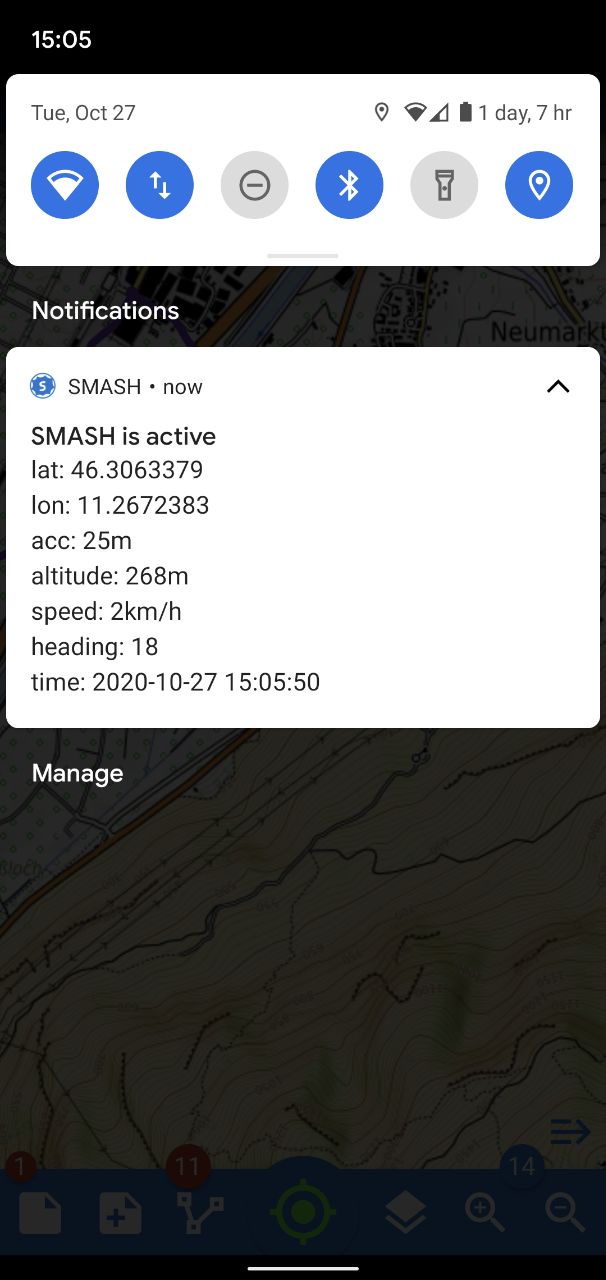 15:05
Tue, Oct 27
1 day, 7 hr
Notifications
SMASH • now
SMASH is active
lat: 46.3063379
lon: 11.2672383
acc: 25m
altitude: 268m
speed: 2km/h
heading: 18
time: 2020-10-27 15:05:50
Manage
1
11
14